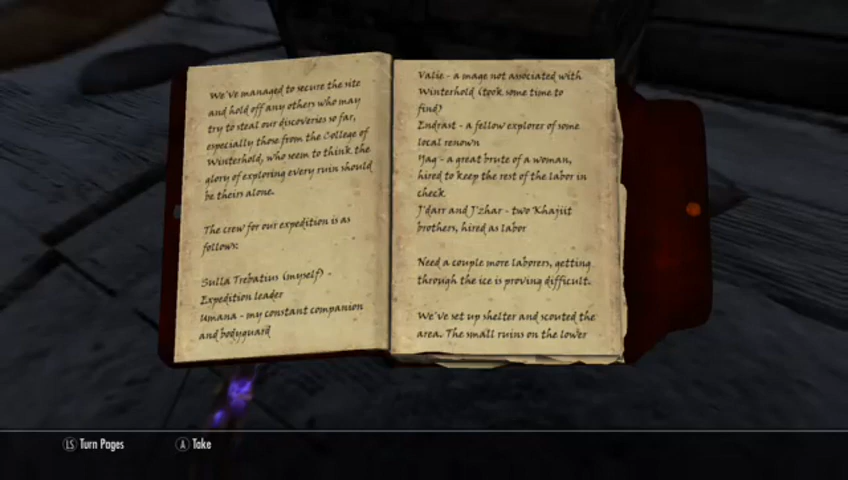 We've managed to secure the site
and hold off any others who may
try to steal our discoveries so far,
especially those from the College of
Winterhold, who seem to think the
glory of exploring every ruin should
be theirs alone.
The crew for our expedition is as
follows:
Sulla Trebatius (myself) -
Expedition leader
Umana - my constant companion
and bodyguard
Valie - a mage not associated with
Winterhold (took some time to
find)
Endrast - a fellow explorer of some
local renown
Yag - a great brute of a woman,
hired to keep the rest of the labor in
check
J'darr and J'zhar - two Khajiit
brothers, hired as labor
Need a couple more laborers, getting
through the ice is proving difficult.
We've set up shelter and scouted the
area. The small ruins on the lower
LS Turn Pages
A Take